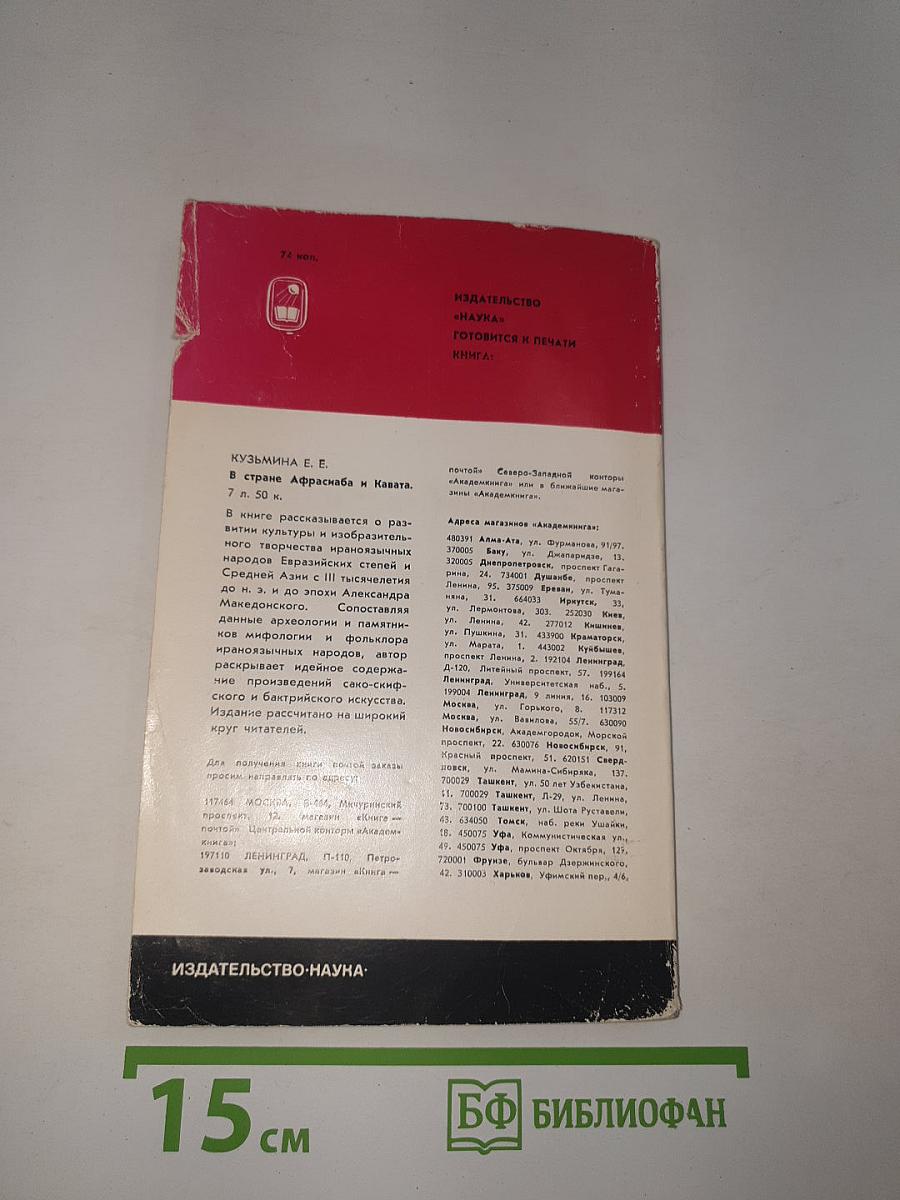 74 коп.
ИЗДАТЕЛЬСТВО
«НАУКА»
ГОТОВИТСЯ К ПЕЧАТИ
КНИГА:
КУЗЬМИНА Е. Е.
В стране Афрасиаба и Кавата.
7 л. 50 к.
В книге рассказывается о раз-
витии культуры и изобразитель-
ного творчества ираноязычных
народов Евразийских степей и
Средней Азии с III тысячелетия
до н. э. и до эпохи Александра
Македонского. Сопоставляя
данные археологии и памятни-
ков мифологии и фольклора
ираноязычных народов, автор
раскрывает идейное содержа-
ние произведений сако-скиф-
ского и бактрийского искусства.
Издание рассчитано на широкий
круг читателей.
Для получения книги почтой заказы
просим направлять по адресу:
117464 МОСКВА, В-464, Мичуринский
проспект, 12, магазин «Книга —
почтой» Центральной конторы «Академ-
книга»;
197110 ЛЕНИНГРАД, П-110, Петро-
заводская ул., 7, магазин «Книга —
почтой» Северо-Западной конторы
«Академкнига» или в ближайшие мага-
зины «Академкнига».
Адреса магазинов «Академкнига»:
480391 Алма-Ата, ул. Фурманова, 91/97.
370005 Баку, ул. Джапаридзе, 13.
320005 Днепропетровск, проспект Гага-
рина, 24. 734001 Душанбе, проспект
Ленина, 95. 375009 Ереван, ул. Тума-
няна, 31. 664033 Иркутск, 33,
ул. Лермонтова, 303. 252030 Киев,
ул. Ленина, 42. 277012 Кишинев,
ул. Пушкина, 31. 433900 Краматорск,
ул. Марата, 1. 443002 Куйбышев,
проспект Ленина, 2. 192104 Ленинград,
Д-120, Литейный проспект, 57. 199164
Ленинград, Университетская наб., 5.
199004 Ленинград, 9 линия, 16. 103009
Москва, ул. Горького, 8. 117312
Москва, ул. Вавилова, 55/7. 630090
Новосибирск, Академгородок, Морской
проспект, 22. 630076 Новосибирск, 91,
Красный проспект, 51. 620151 Сверд-
ловск, ул. Мамина-Сибиряка, 137.
700029 Ташкент, ул. 50 лет Узбекистана,
11. 700029 Ташкент, Л-29, ул. Ленина,
73. 700100 Ташкент, ул. Шота Руставели,
43. 634050 Томск, наб. реки Ушайки,
18. 450075 Уфа, Коммунистическая ул.,
49. 450075 Уфа, проспект Октября, 129,
720001 Фрунзе, бульвар Дзержинского,
42. 310003 Харьков, Уфимский пер., 4/6.
ИЗДАТЕЛЬСТВО·НАУКА·
15 см
БФ БИБЛИОФАН